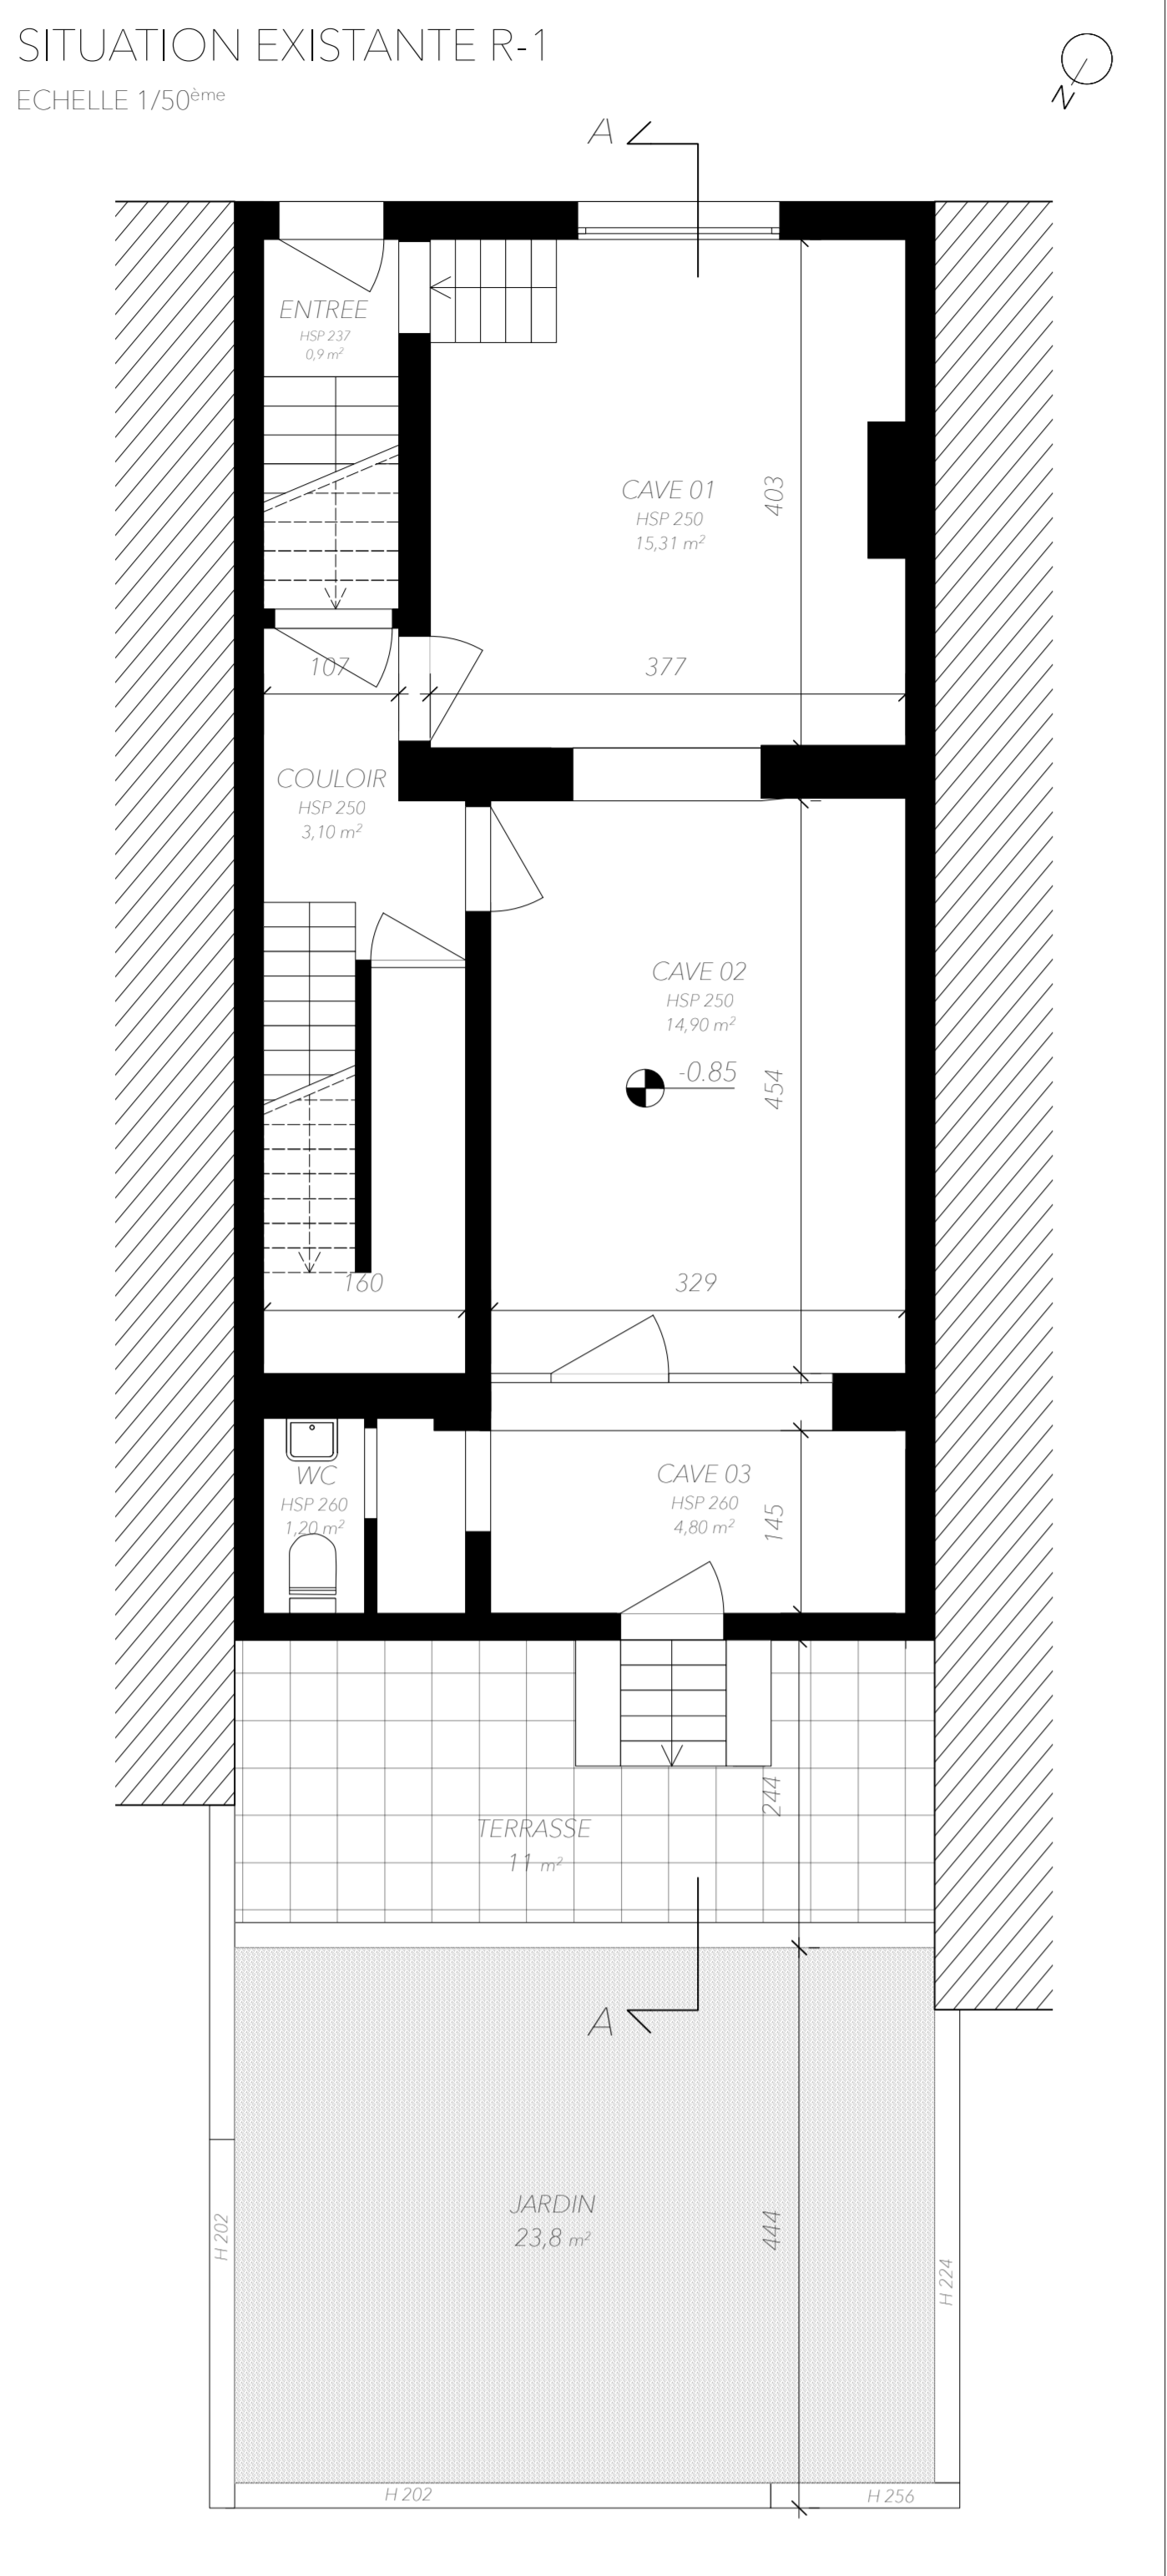 SITUATION EXISTANTE R-1
ECHELLE 1/50ème
N
A
ENTREE
HSP 237
0,9 m²
CAVE 01
HSP 250
15,31 m²
403
107
377
COULOIR
HSP 250
3,10 m²
CAVE 02
HSP 250
14,90 m²
-0.85
454
160
329
WC
HSP 260
1,20 m²
CAVE 03
HSP 260
4,80 m²
145
244
TERRASSE
11 m²
A
JARDIN
23,8 m²
444
H 202
H 224
H 202
H 256